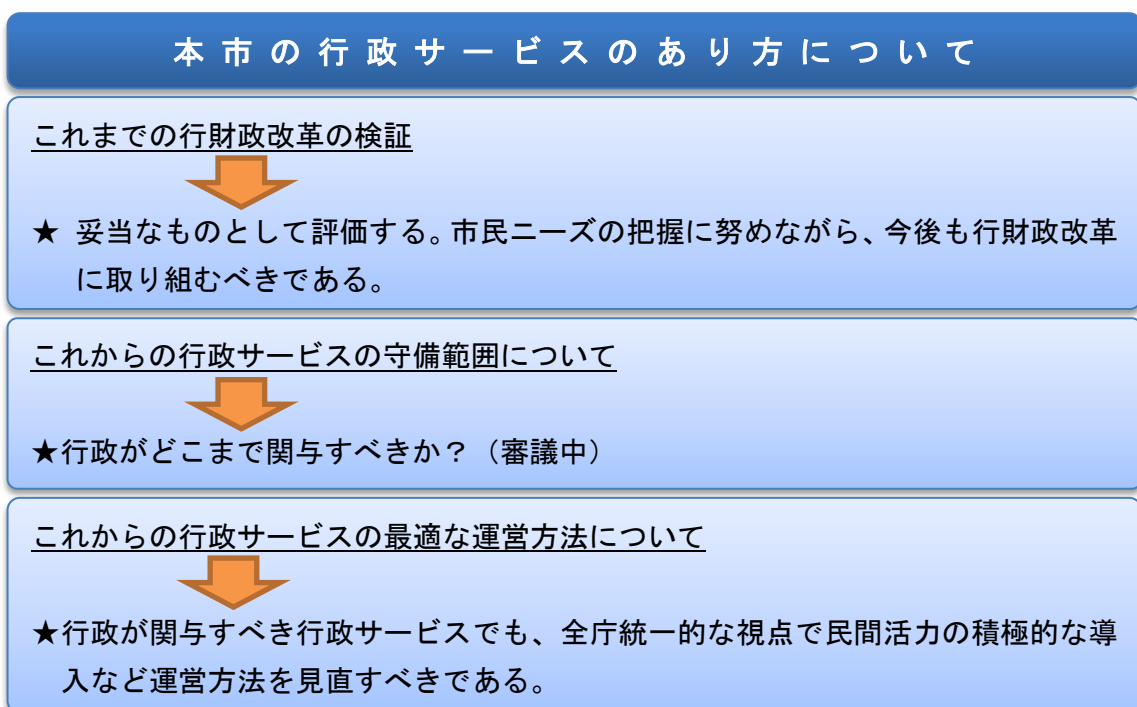 本市の行政サービスのあり方について
これまでの行財政改革の検証
★ 妥当なものとして評価する。市民ニーズの把握に努めながら、今後も行財政改革
に取り組むべきである。
これからの行政サービスの守備範囲について
★行政がどこまで関与すべきか？（審議中）
これからの行政サービスの最適な運営方法について
★行政が関与すべき行政サービスでも、全庁統一的な視点で民間活力の積極的な導
入など運営方法を見直すべきである。